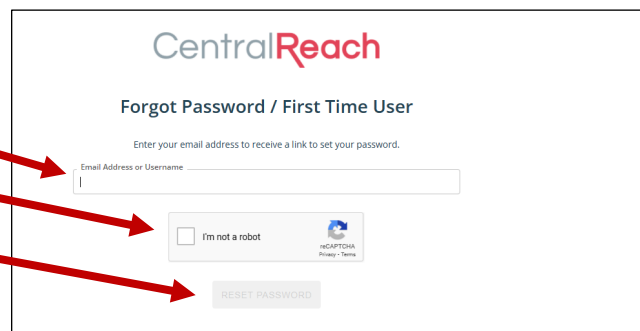 CentralReach
Forgot Password / First Time User
Enter your email address to receive a link to set your password.
Email Address or Username
I'm not a robot
reCAPTCHA
Privacy - Terms
RESET PASSWORD